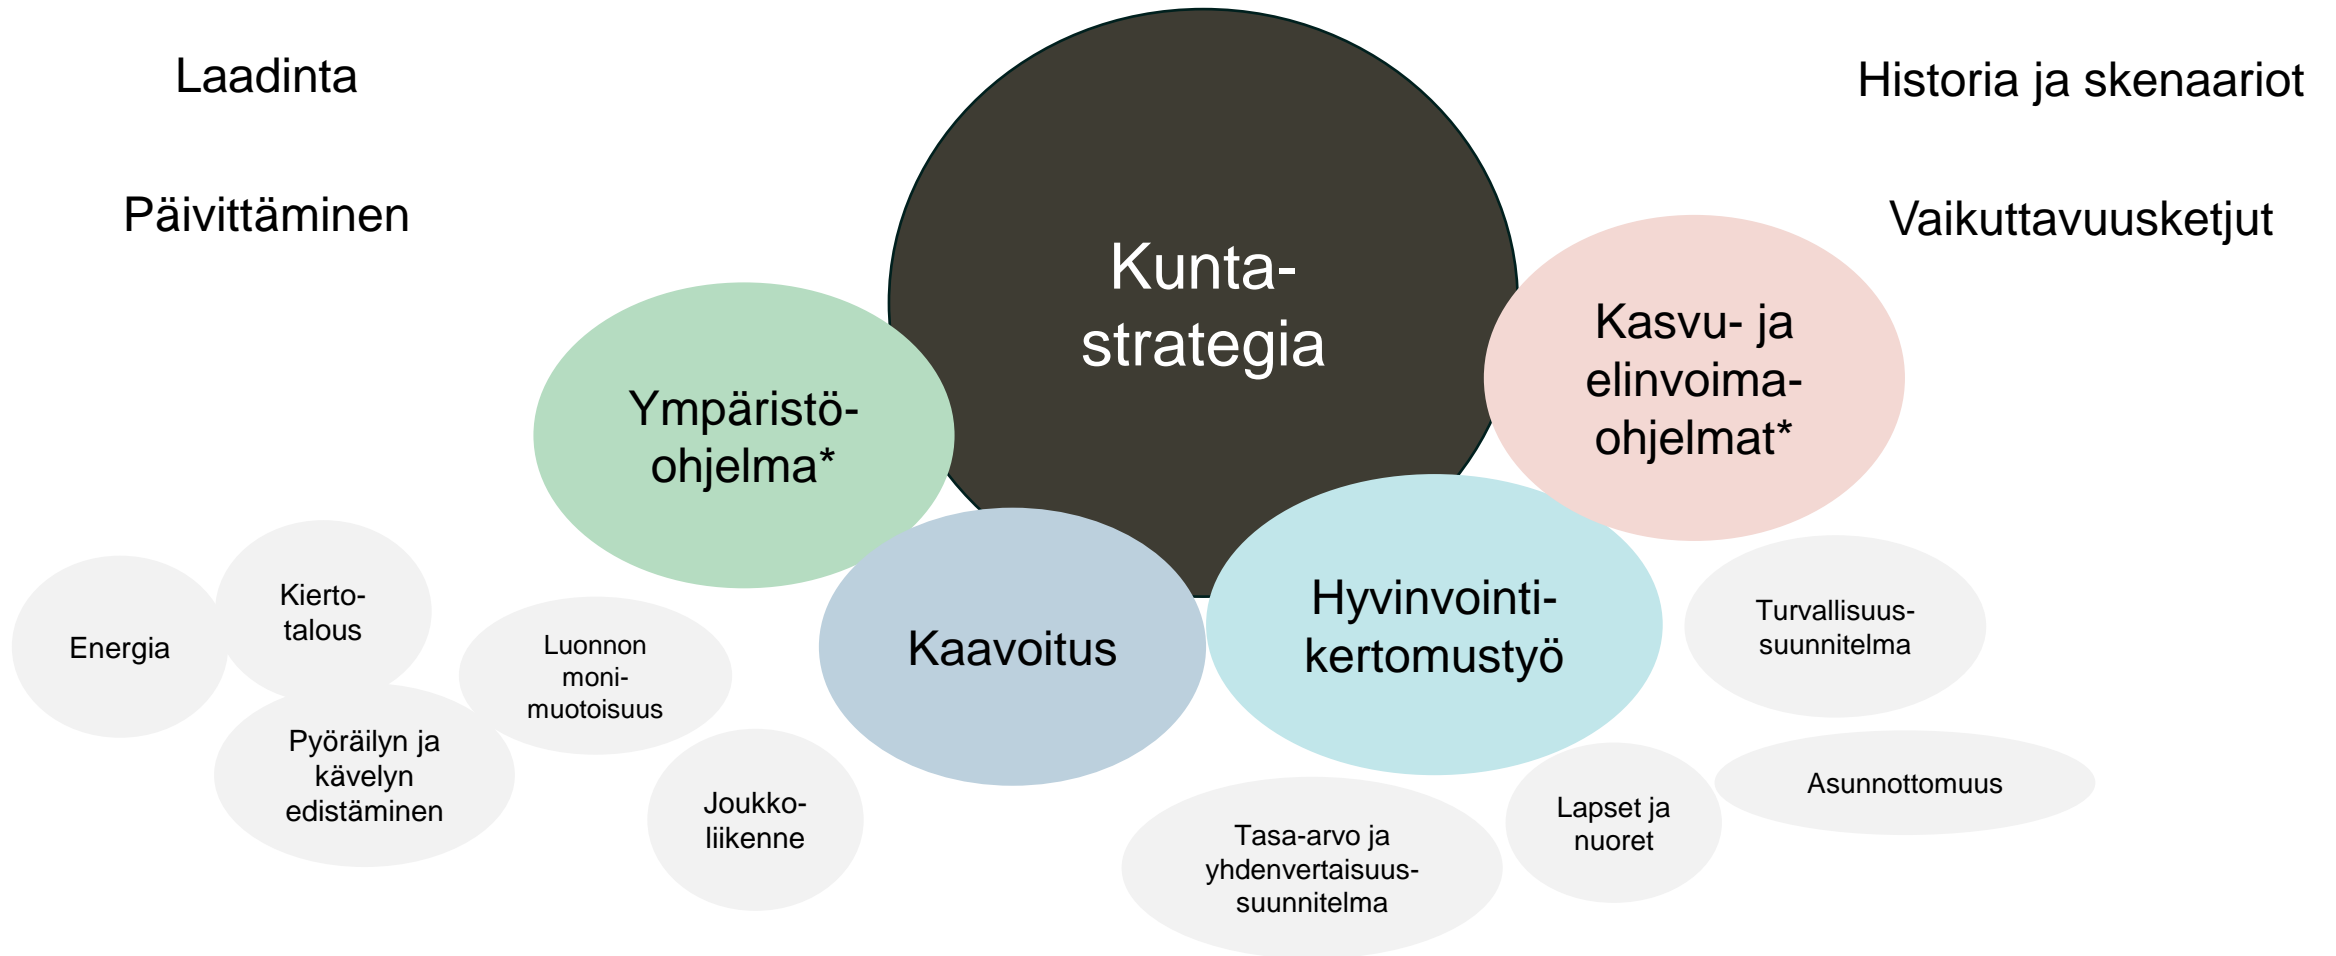 Laadinta
Päivittäminen
Historia ja skenaariot
Vaikuttavuusketjut
Kunta-
strategia
Ympäristö-
ohjelma*
Kasvu- ja
elinvoima-
ohjelmat*
Kaavoitus
Hyvinvointi-
kertomustyö
Energia
Kierto-
talous
Luonnon
moni-
muotoisuus
Pyöräilyn ja
kävelyn
edistäminen
Joukko-
liikenne
Turvallisuus-
suunnitelma
Asunnottomuus
Lapset ja
nuoret
Tasa-arvo ja
yhdenvertaisuus-
suunnitelma